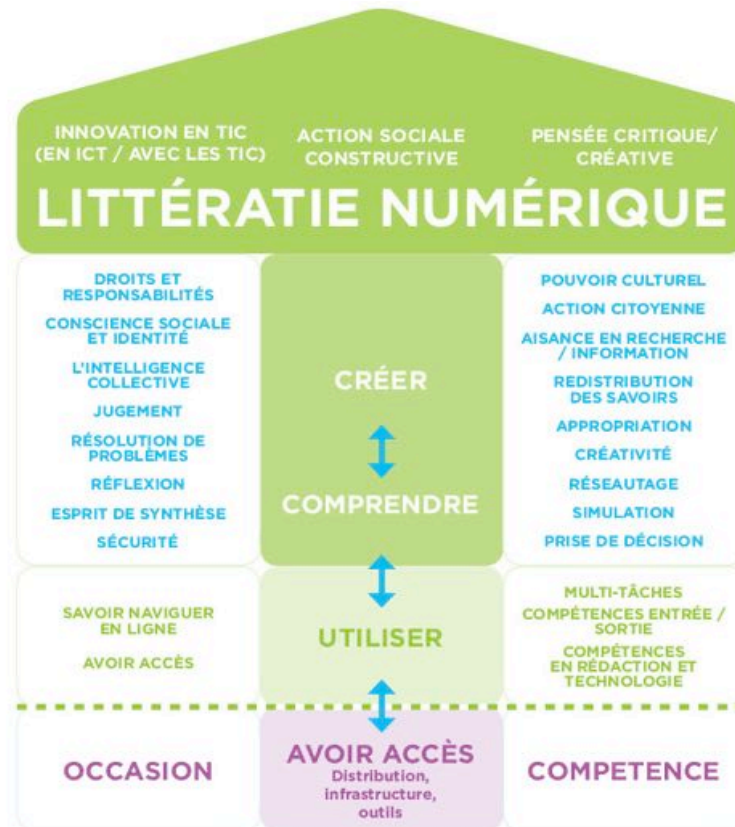 INNOVATION EN TIC
(EN ICT / AVEC LES TIC)
ACTION SOCIALE
CONSTRUCTIVE
PENSÉE CRITIQUE/
CRÉATIVE
LITTÉRATIE NUMÉRIQUE
DROITS ET
RESPONSABILITÉS
CONSCIENCE SOCIALE
ET IDENTITÉ
L'INTELLIGENCE
COLLECTIVE
JUGEMENT
RÉSOLUTION DE
PROBLÈMES
RÉFLEXION
ESPRIT DE SYNTHÈSE
SÉCURITÉ
CRÉER
COMPRENDRE
POUVOIR CULTUREL
ACTION CITOYENNE
AISANCE EN RECHERCHE
/ INFORMATION
REDISTRIBUTION
DES SAVOIRS
APPROPRIATION
CRÉATIVITÉ
RÉSEAUTAGE
SIMULATION
PRISE DE DÉCISION
SAVOIR NAVIGUER
EN LIGNE
AVOIR ACCÈS
UTILISER
MULTI-TÂCHES
COMPÉTENCES ENTRÉE /
SORTIE
COMPÉTENCES
EN RÉDACTION ET
TECHNOLOGIE
OCCASION
AVOIR ACCÈS
Distribution,
infrastructure,
outils
COMPETENCE